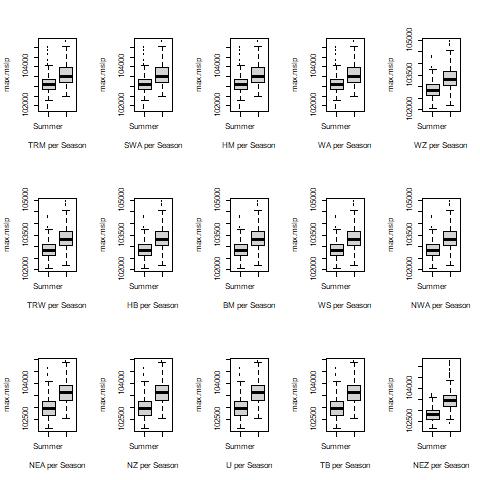 max.mslp 102000 104000 Summer TRM per Season
max.mslp 102000 104000 Summer SWA per Season
max.mslp 102000 104000 Summer HM per Season
max.mslp 102000 104000 Summer WA per Season
max.mslp 102000 103500 105000 Summer WZ per Season
max.mslp 102000 103500 105000 Summer TRW per Season
max.mslp 102000 103500 105000 Summer HB per Season
max.mslp 102000 103500 105000 Summer BM per Season
max.mslp 102000 103500 105000 Summer WS per Season
max.mslp 102000 103500 105000 Summer NWA per Season
max.mslp 102500 104000 Summer NEA per Season
max.mslp 102500 104000 Summer NZ per Season
max.mslp 102500 104000 Summer U per Season
max.mslp 102500 104000 Summer TB per Season
max.mslp 102500 104000 Summer NEZ per Season